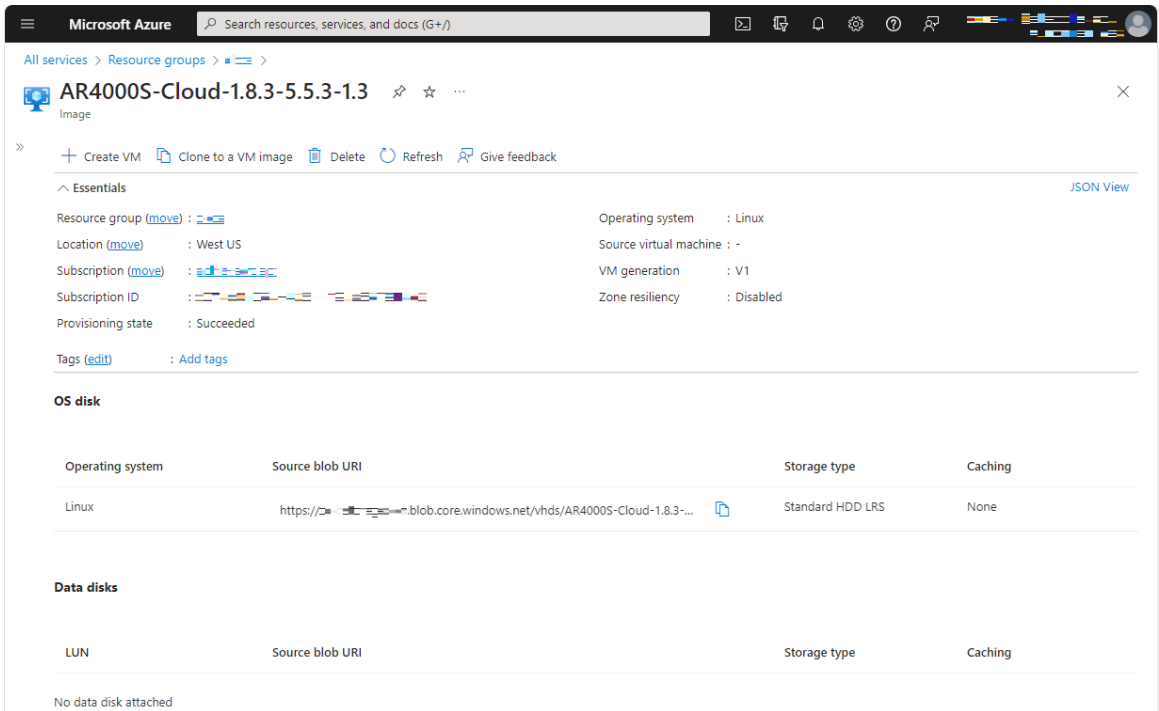 Microsoft Azure
Search resources, services, and docs (G+/)
All services > Resource groups > >
AR4000S-Cloud-1.8.3-5.5.3-1.3
Image
Create VM Clone to a VM image Delete Refresh Give feedback
Essentials JSON View
Resource group (move) : Operating system : Linux
Location (move) : West US Source virtual machine : -
Subscription (move) : VM generation : V1
Subscription ID : Zone resiliency : Disabled
Provisioning state : Succeeded
Tags (edit) : Add tags
OS disk
Operating system Source blob URI Storage type Caching
Linux https:// .blob.core.windows.net/vhds/AR4000S-Cloud-1.8.3-... Standard HDD LRS None
Data disks
LUN Source blob URI Storage type Caching
No data disk attached